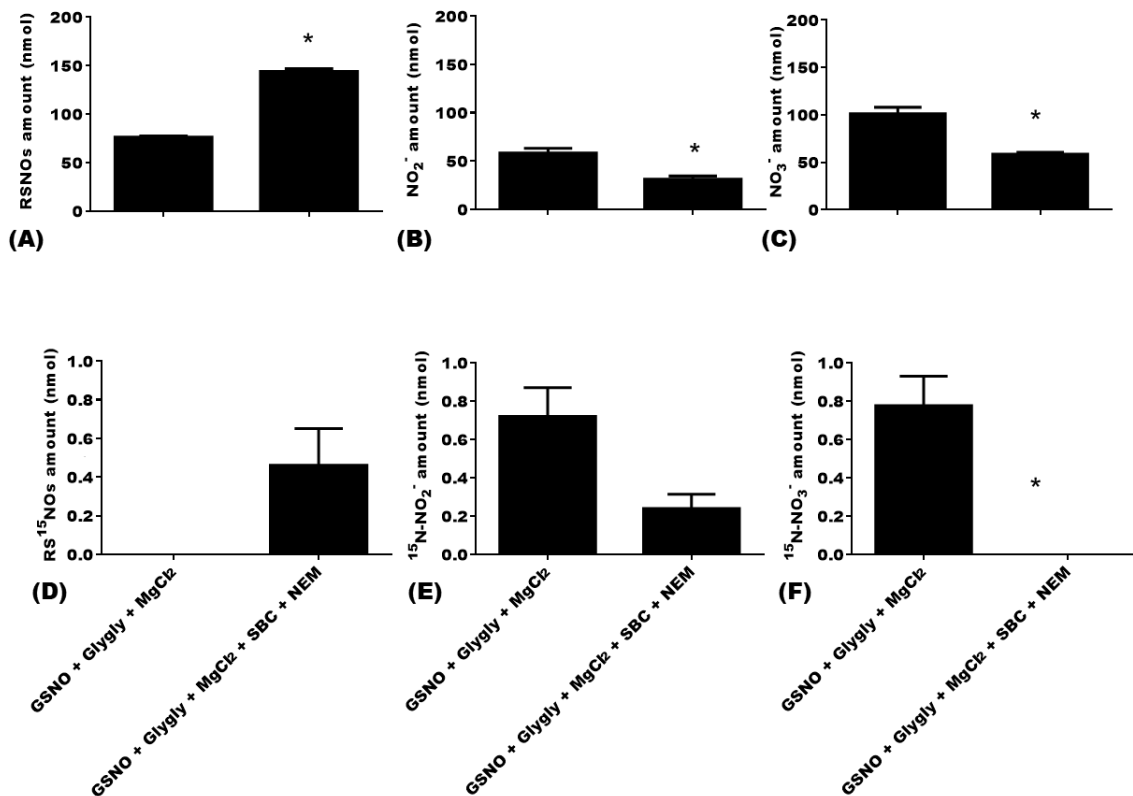 RSNOs amount (nmol)
200
150
100
50
0
*
(A)
NO₂⁻ amount (nmol)
200
150
100
50
0
*
(B)
NO₃⁻ amount (nmol)
200
150
100
50
0
*
(C)
RS¹⁵NOs amount (nmol)
1.0
0.8
0.6
0.4
0.2
0.0
(D)
GSNO + Glygly + MgCl₂
GSNO + Glygly + MgCl₂ + SBC + NEM
¹⁵N-NO₂⁻ amount (nmol)
1.0
0.8
0.6
0.4
0.2
0.0
(E)
GSNO + Glygly + MgCl₂
GSNO + Glygly + MgCl₂ + SBC + NEM
¹⁵N-NO₃⁻ amount (nmol)
1.0
0.8
0.6
0.4
0.2
0.0
*
(F)
GSNO + Glygly + MgCl₂
GSNO + Glygly + MgCl₂ + SBC + NEM